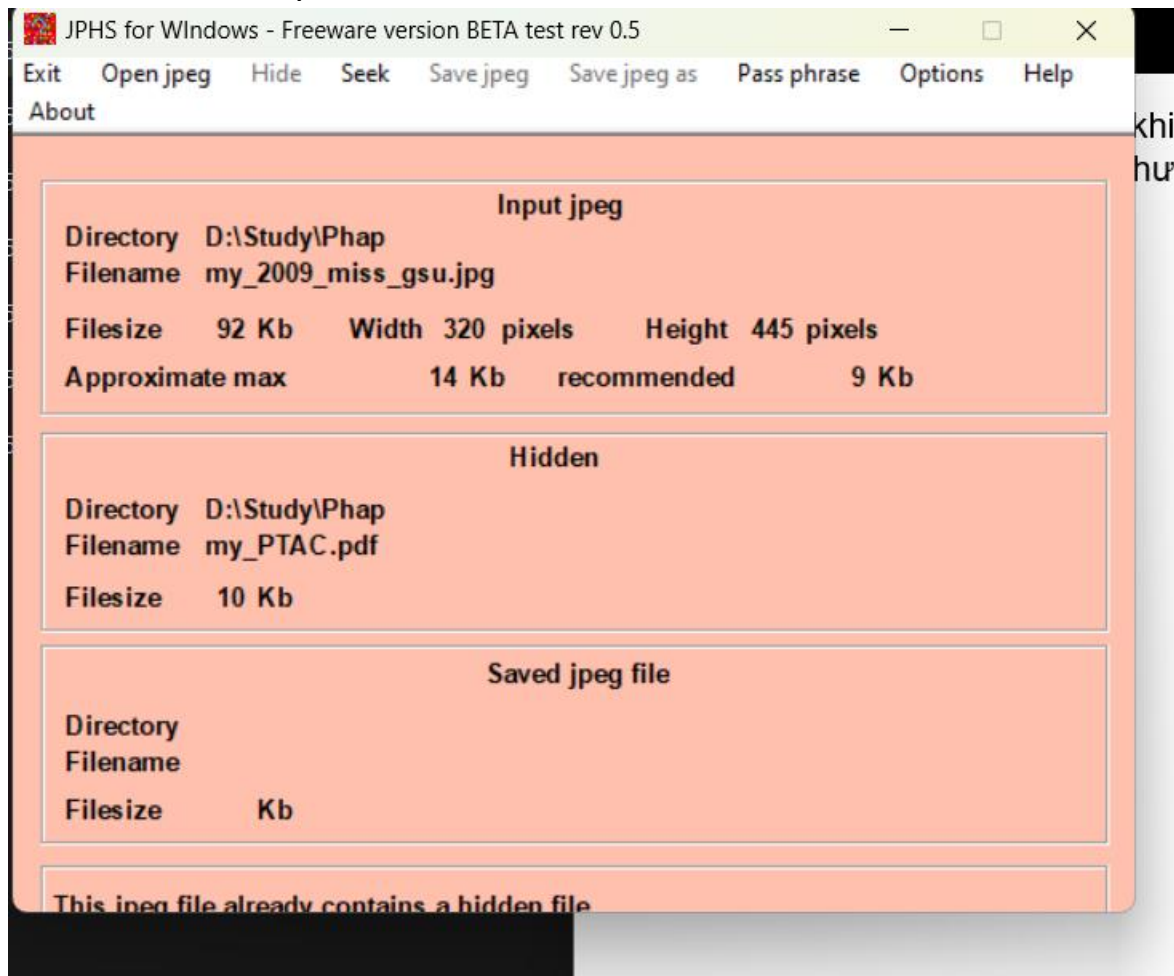 JPHS for WIndows - Freeware version BETA test rev 0.5
Exit Open jpeg Hide Seek Save jpeg Save jpeg as Pass phrase Options Help
About
khi
hư
Input jpeg
Directory D:\Study\Phap
Filename my_2009_miss_gsu.jpg
Filesize 92 Kb Width 320 pixels Height 445 pixels
Approximate max 14 Kb recommended 9 Kb
Hidden
Directory D:\Study\Phap
Filename my_PTAC.pdf
Filesize 10 Kb
Saved jpeg file
Directory
Filename
Filesize Kb
This jpeg file already contains a hidden file